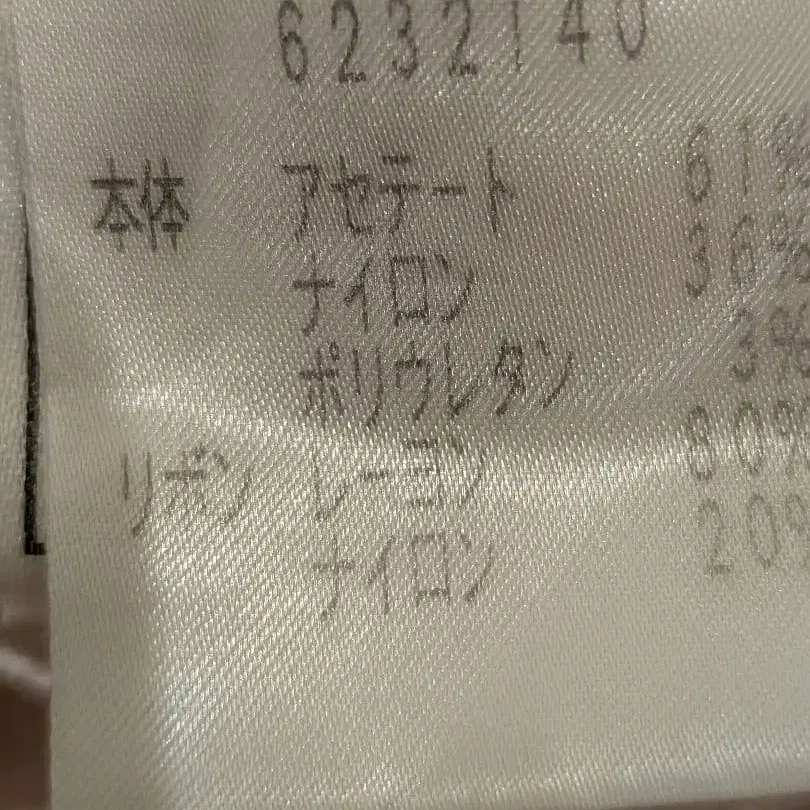 6232140
本体 アセテート 61%
ナイロン 36%
ポリウレタン 3%
リボン レーヨン 80%
ナイロン 20%